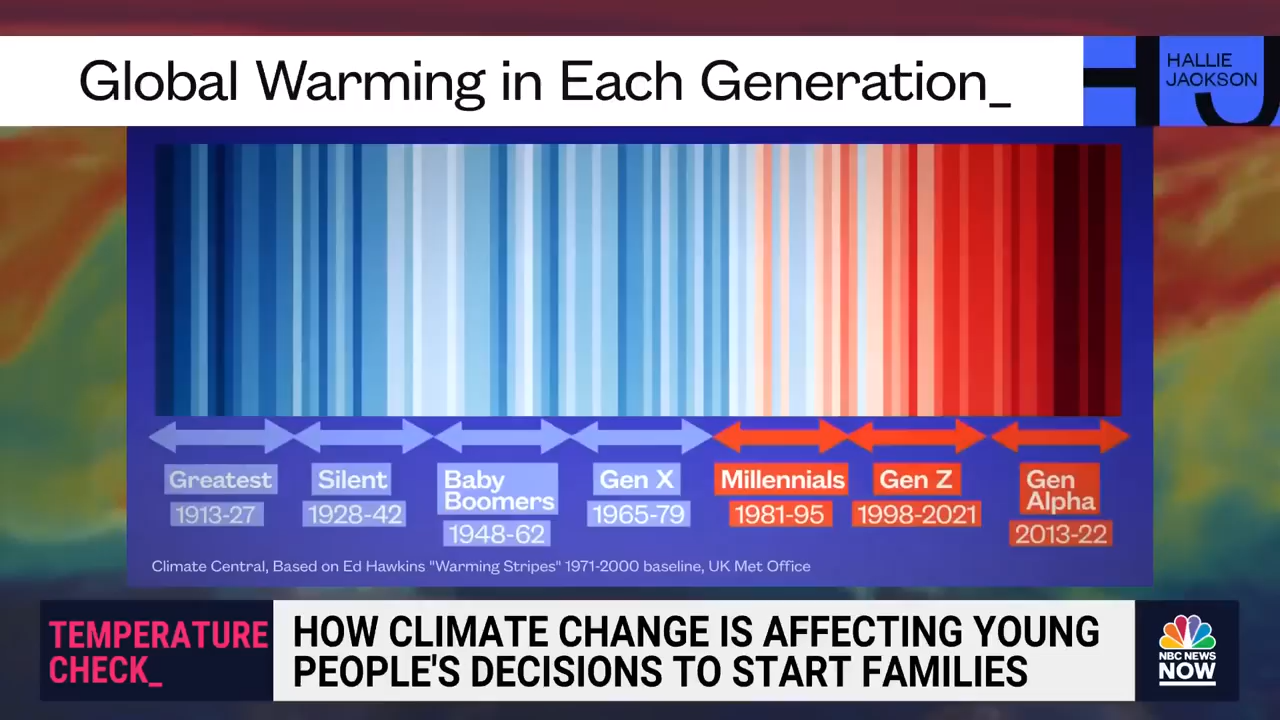 Global Warming in Each Generation_
HALLIE
JACKSON
Greatest
1913-27
Silent
1928-42
Baby
Boomers
1948-62
Gen X
1965-79
Millennials
1981-95
Gen Z
1998-2021
Gen
Alpha
2013-22
Climate Central, Based on Ed Hawkins "Warming Stripes" 1971-2000 baseline, UK Met Office
TEMPERATURE
CHECK_
HOW CLIMATE CHANGE IS AFFECTING YOUNG
PEOPLE'S DECISIONS TO START FAMILIES
NBC NEWS
NOW